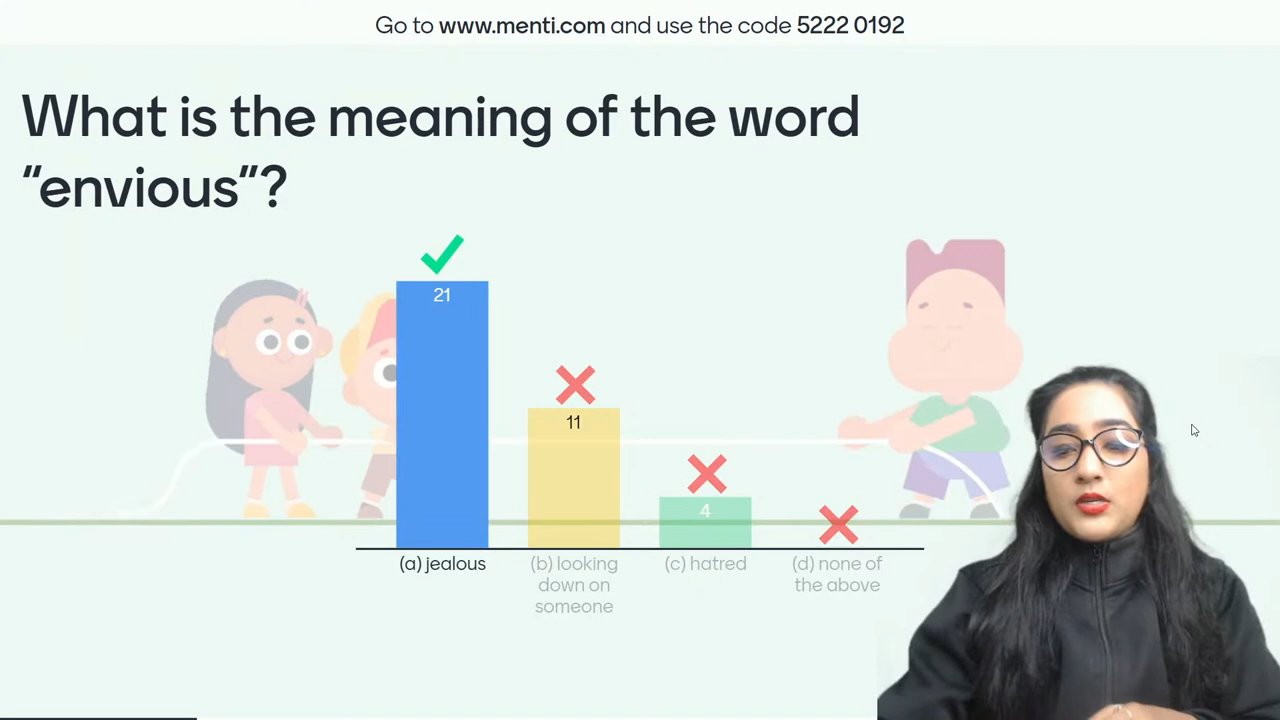 Go to www.menti.com and use the code 5222 0192
What is the meaning of the word
“envious”?
21
11
4
(a) jealous
(b) looking
down on
someone
(c) hatred
(d) none of
the above